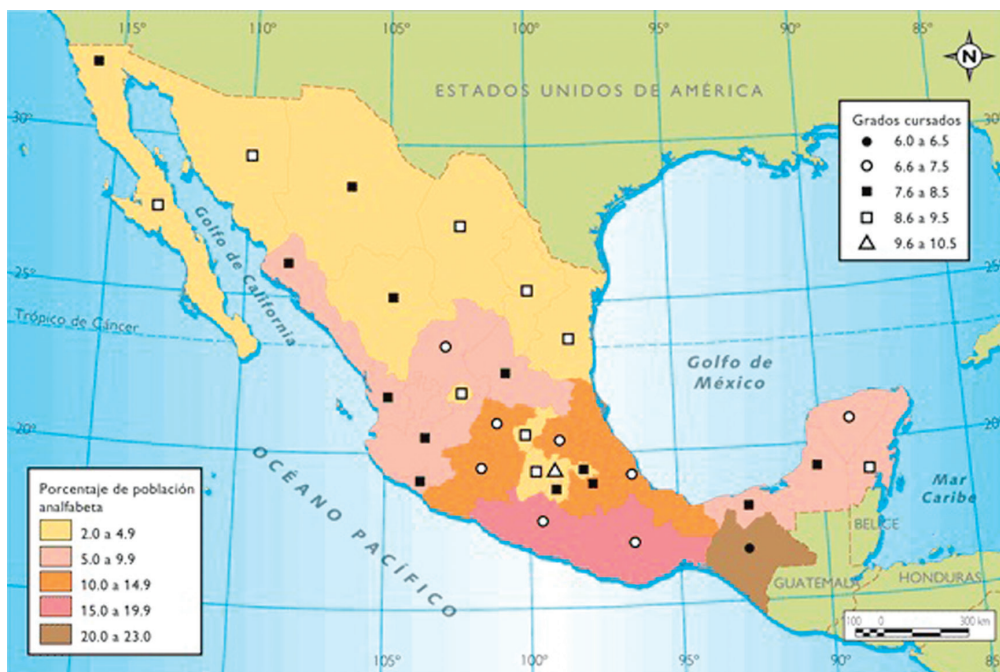 115°
110°
105°
100°
95°
90°
85°
N
ESTADOS UNIDOS DE AMÉRICA
Grados cursados
6.0 a 6.5
6.6 a 7.5
7.6 a 8.5
8.6 a 9.5
9.6 a 10.5
30°
30°
Golfo de California
25°
25°
Trópico de Cáncer
Golfo de
México
20°
20°
OCÉANO PACÍFICO
Mar
Caribe
Porcentaje de población
analfabeta
2.0 a 4.9
5.0 a 9.9
10.0 a 14.9
15.0 a 19.9
20.0 a 23.0
BELICE
GUATEMALA
HONDURAS
100 0 300 km
105°
100°
95°
90°
85°